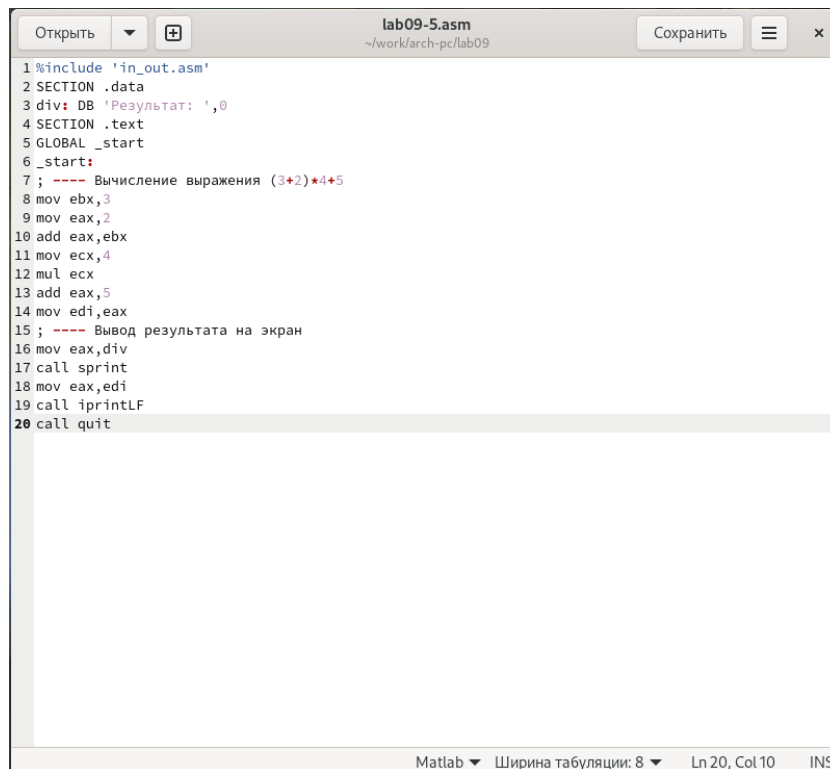 Открыть
lab09-5.asm
~/work/arch-pc/lab09
Сохранить
1 %include 'in_out.asm'
2 SECTION .data
3 div: DB 'Результат: ',0
4 SECTION .text
5 GLOBAL _start
6 _start:
7 ; ---- Вычисление выражения (3+2)*4+5
8 mov ebx,3
9 mov eax,2
10 add eax,ebx
11 mov ecx,4
12 mul ecx
13 add eax,5
14 mov edi,eax
15 ; ---- Вывод результата на экран
16 mov eax,div
17 call sprint
18 mov eax,edi
19 call iprintLF
20 call quit
Matlab Ширина табуляции: 8 Ln 20, Col 10 INS